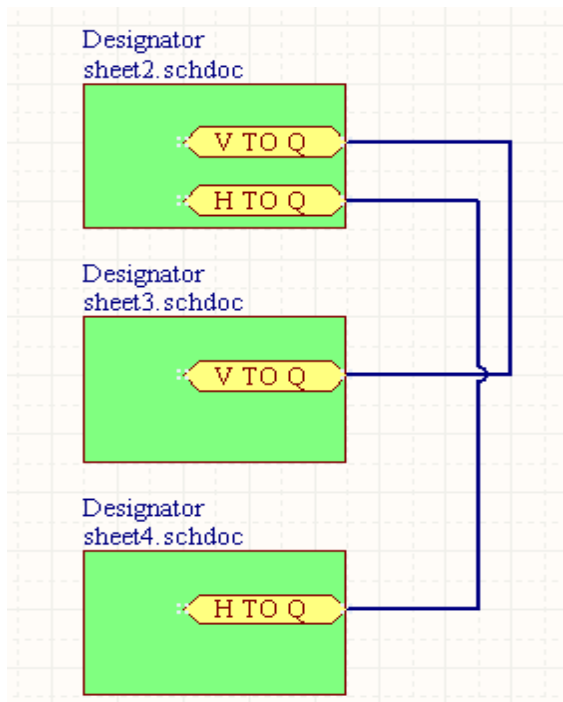 Designator
sheet2.schdoc
V TO Q
H TO Q
Designator
sheet3.schdoc
V TO Q
Designator
sheet4.schdoc
H TO Q